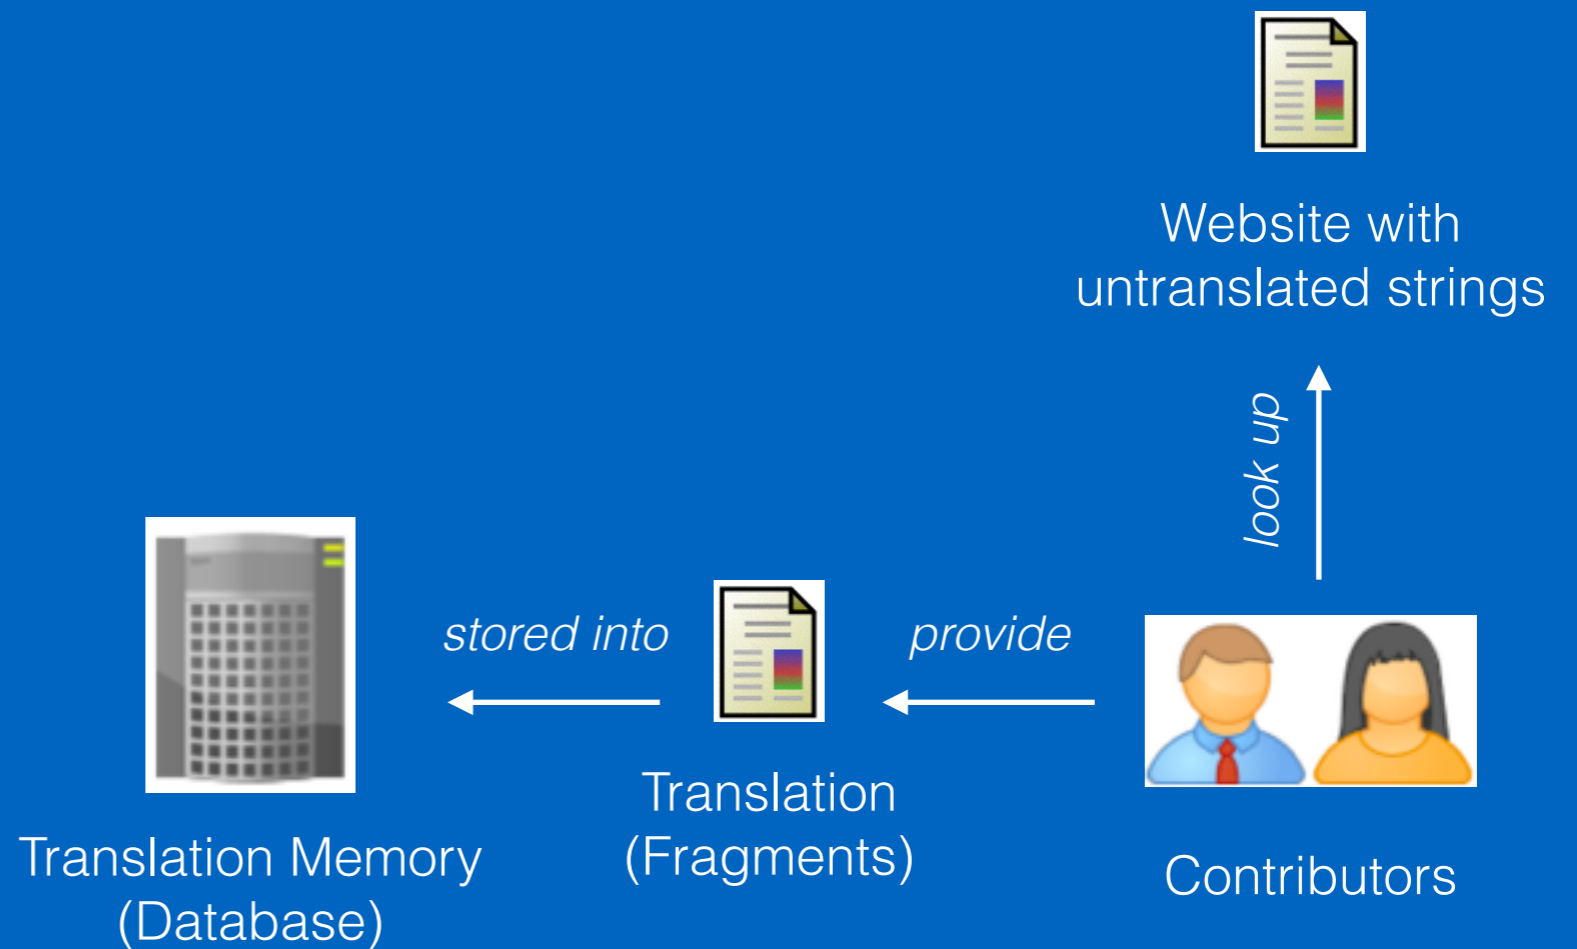 Website with
untranslated strings
look up
stored into
provide
Translation
(Fragments)
Translation Memory
(Database)
Contributors